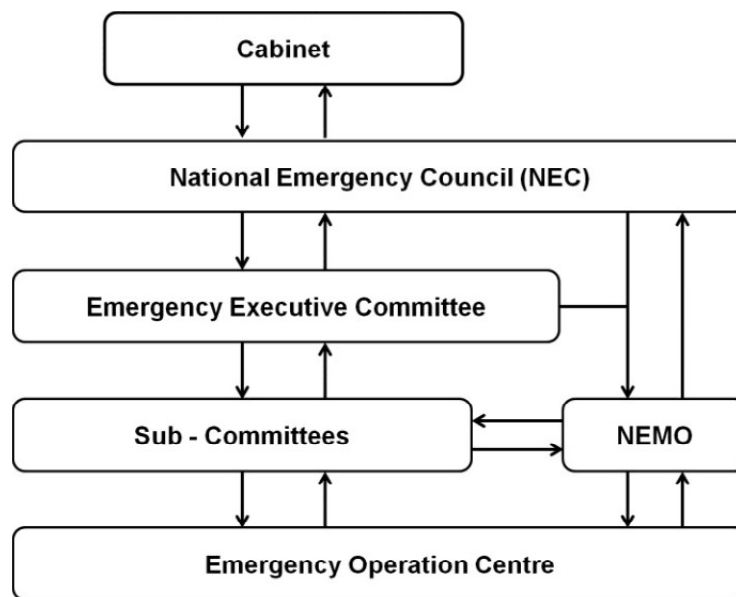 Cabinet
National Emergency Council (NEC)
Emergency Executive Committee
Sub - Committees
NEMO
Emergency Operation Centre